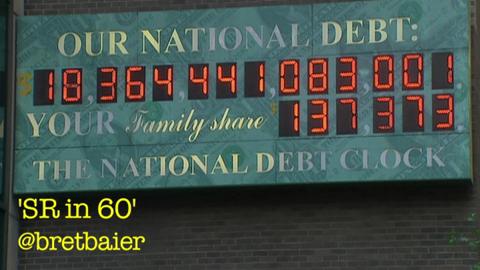 OUR NATIONAL DEBT:
$18,364,441,083,001
YOUR Family share $137,373
THE NATIONAL DEBT CLOCK
'SR in 60'
@bretbaier